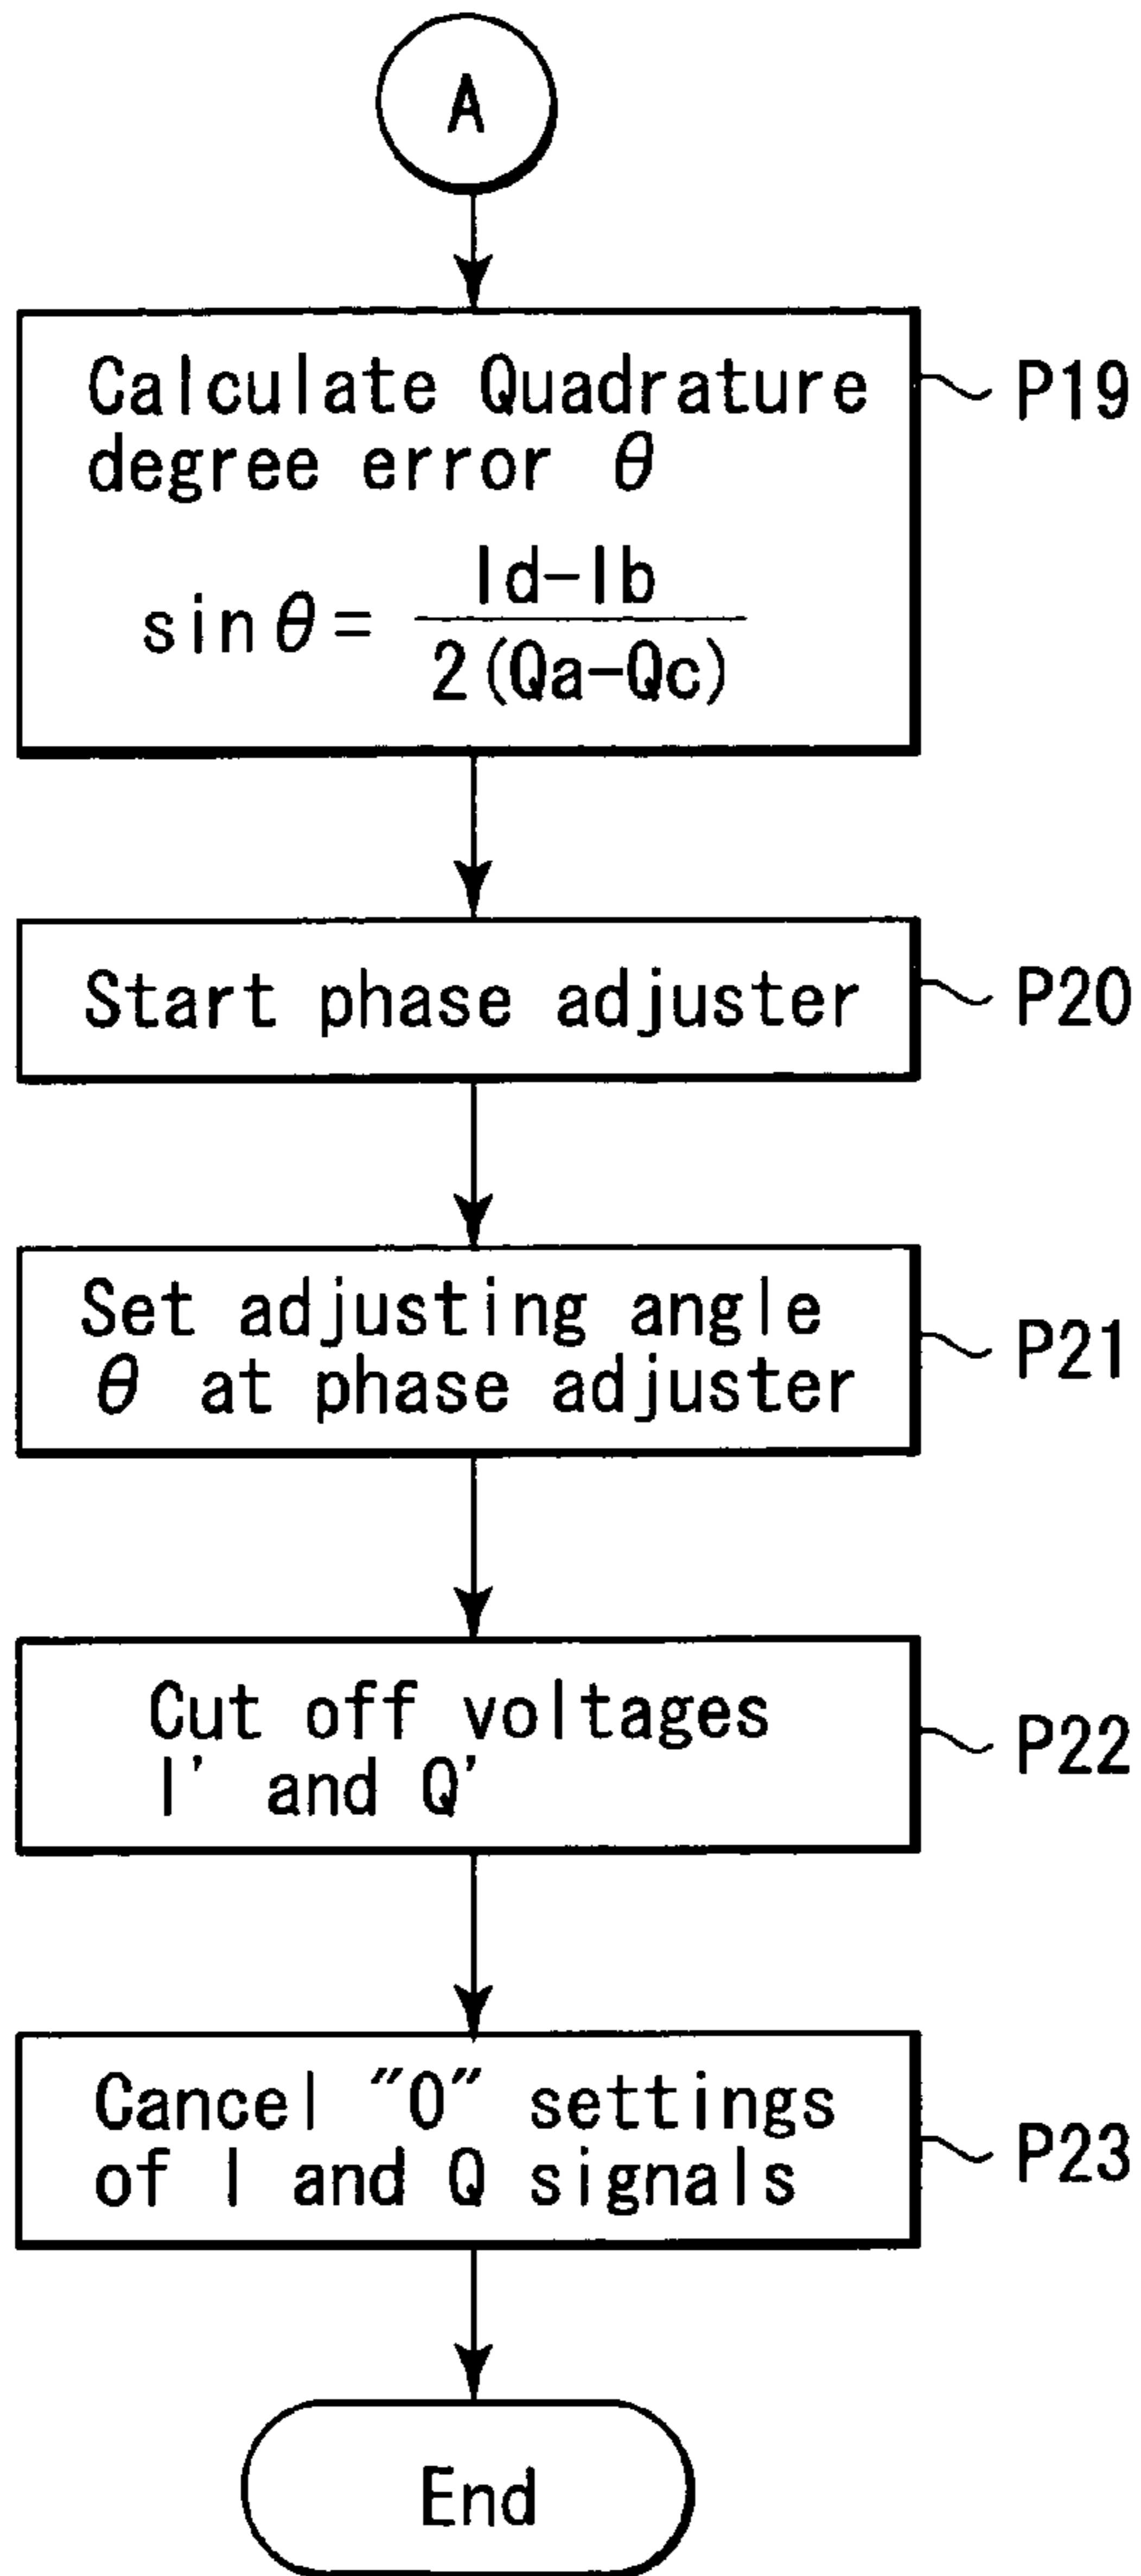 A
Calculate Quadrature
degree error θ
sin θ = Id-Ib
2(Qa-Qc)
P19
Start phase adjuster
P20
Set adjusting angle
θ at phase adjuster
P21
Cut off voltages
I' and Q'
P22
Cancel "0" settings
of I and Q signals
P23
End